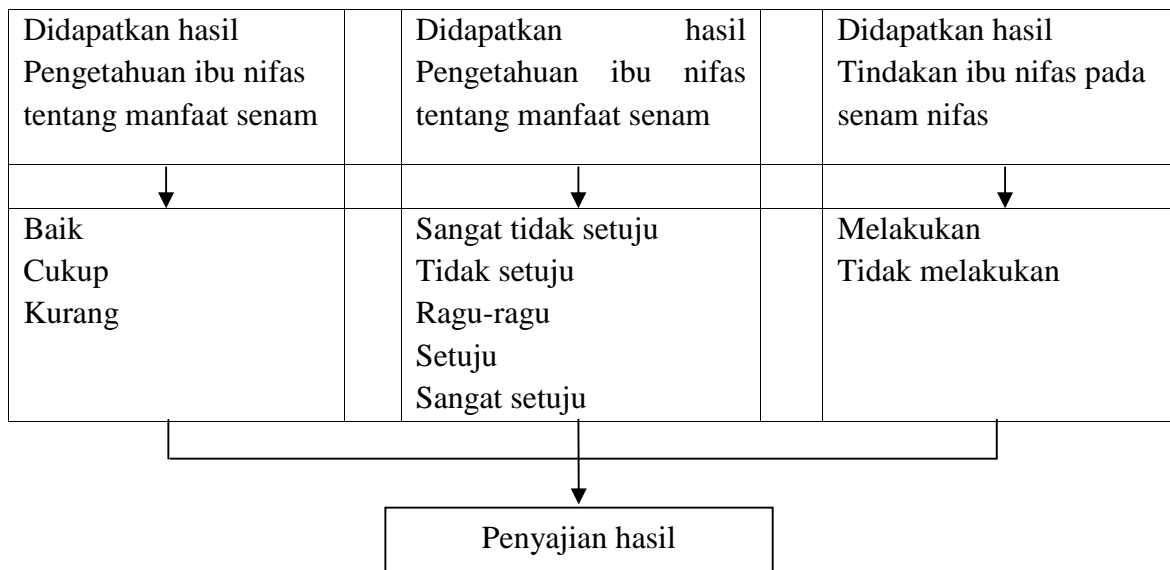 Didapatkan hasil
Pengetahuan ibu nifas
tentang manfaat senam
Didapatkan hasil
Pengetahuan ibu nifas
tentang manfaat senam
Didapatkan hasil
Tindakan ibu nifas pada
senam nifas
Baik
Cukup
Kurang
Sangat tidak setuju
Tidak setuju
Ragu-ragu
Setuju
Sangat setuju
Melakukan
Tidak melakukan
Penyajian hasil